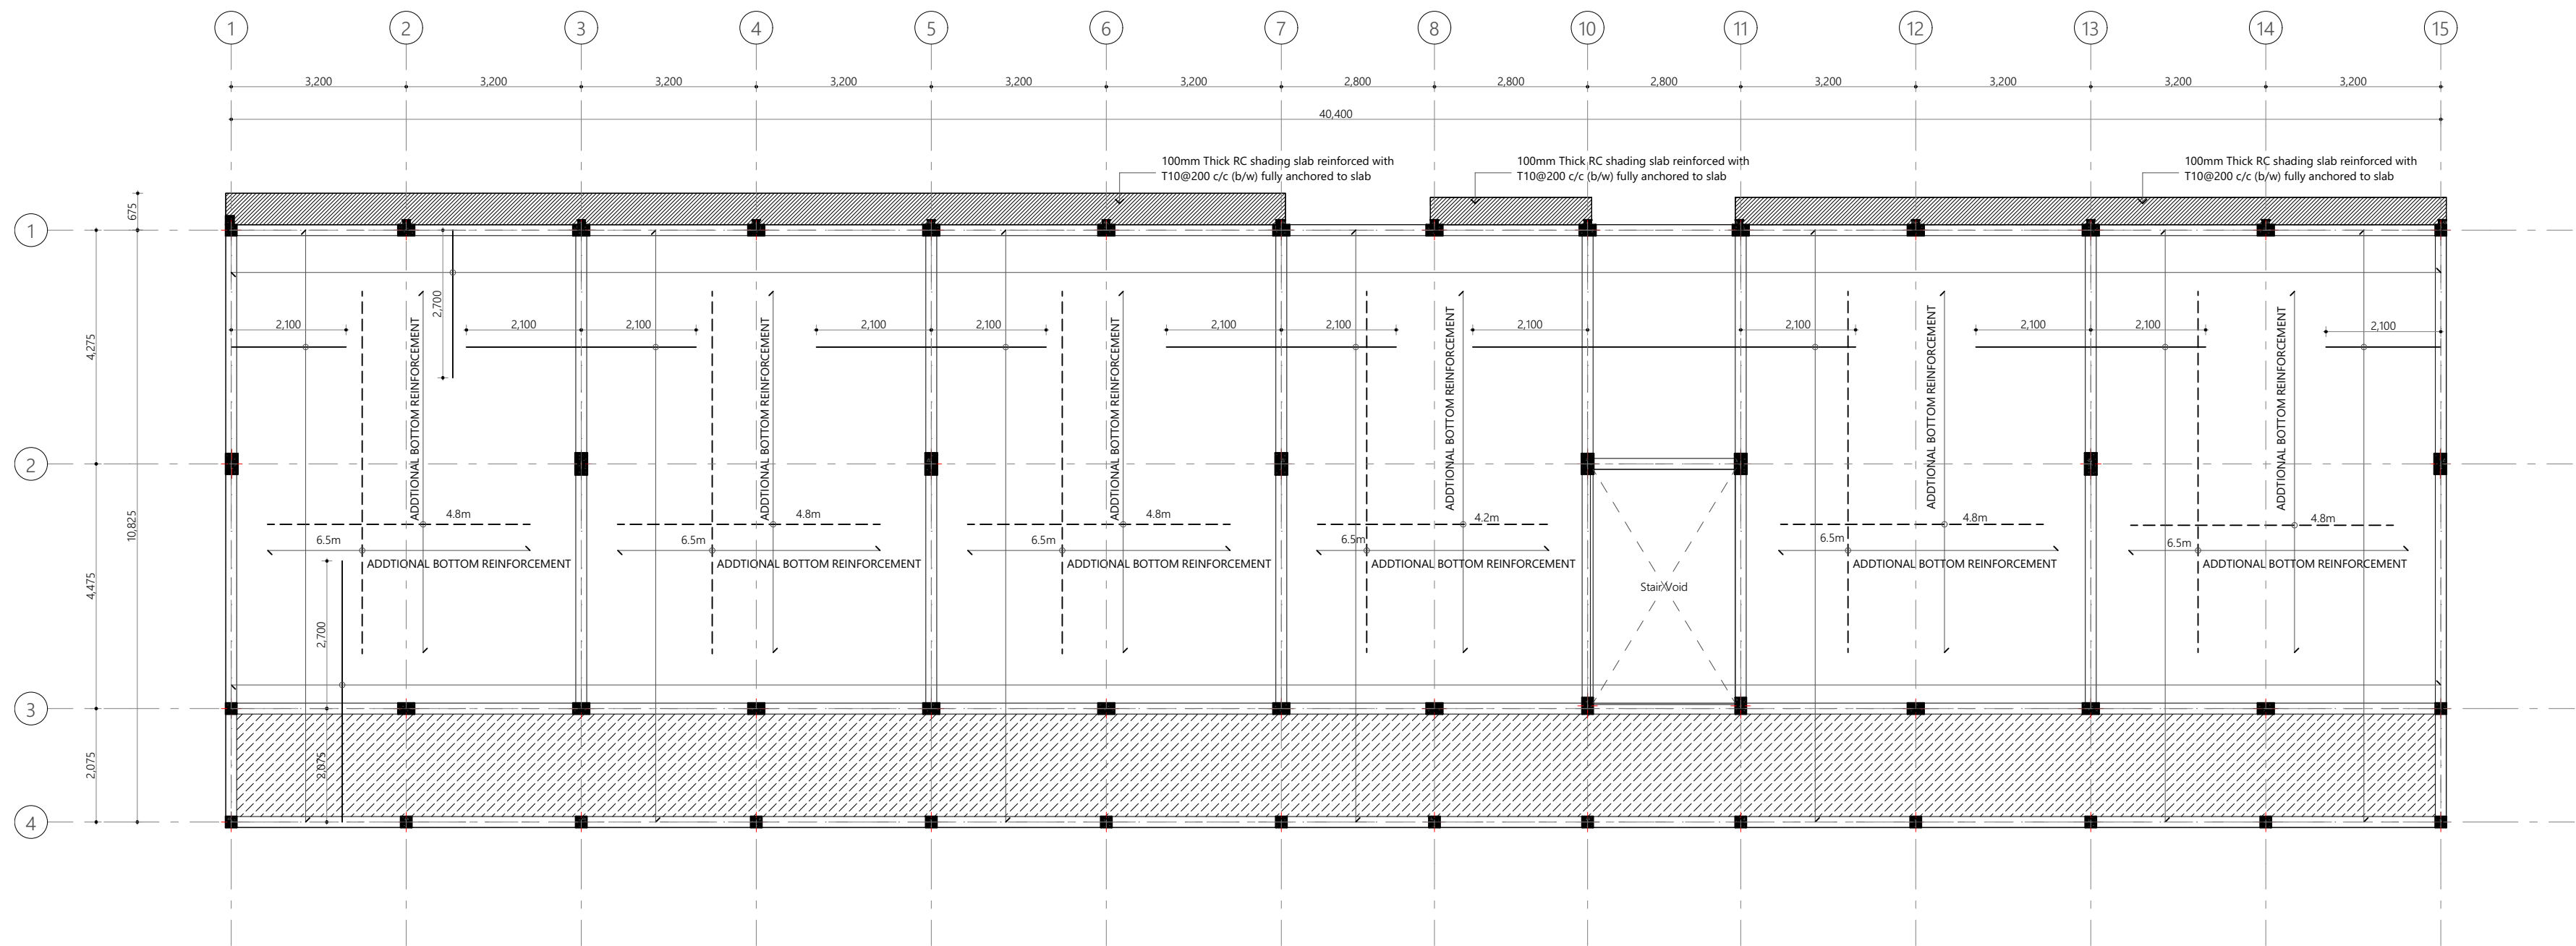 1 2 3 4 5 6 7 8 10 11 12 13 14 15
3,200 3,200 3,200 3,200 3,200 3,200 2,800 2,800 2,800 3,200 3,200 3,200 3,200
40,400
100mm Thick RC shading slab reinforced with
T10@200 c/c (b/w) fully anchored to slab
100mm Thick RC shading slab reinforced with
T10@200 c/c (b/w) fully anchored to slab
100mm Thick RC shading slab reinforced with
T10@200 c/c (b/w) fully anchored to slab
675
1
2,700
4,275
2,100 2,100 2,100 2,100 2,100 2,100 2,100 2,100 2,100 2,100 2,100 2,100
ADDTIONAL BOTTOM REINFORCEMENT
ADDTIONAL BOTTOM REINFORCEMENT
ADDTIONAL BOTTOM REINFORCEMENT
ADDTIONAL BOTTOM REINFORCEMENT
ADDTIONAL BOTTOM REINFORCEMENT
ADDTIONAL BOTTOM REINFORCEMENT
2
10,825
4.8m 4.8m 4.8m 4.2m 4.8m 4.8m
6.5m 6.5m 6.5m 6.5m 6.5m 6.5m
ADDTIONAL BOTTOM REINFORCEMENT
ADDTIONAL BOTTOM REINFORCEMENT
ADDTIONAL BOTTOM REINFORCEMENT
ADDTIONAL BOTTOM REINFORCEMENT
ADDTIONAL BOTTOM REINFORCEMENT
ADDTIONAL BOTTOM REINFORCEMENT
4,475
Stair Void
2,700
3
2,075
2,075
4